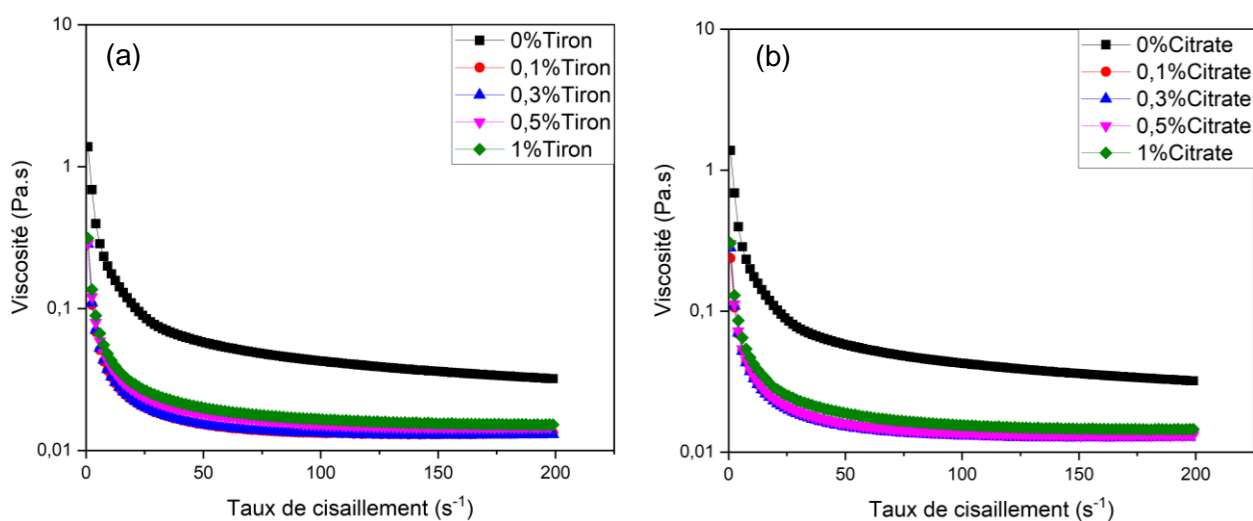 (a)
0%Tiron
0,1%Tiron
0,3%Tiron
0,5%Tiron
1%Tiron
10
1
0,1
0,01
Viscosité (Pa.s)
0 50 100 150 200
Taux de cisaillement (s⁻¹)
(b)
0%Citrate
0,1%Citrate
0,3%Citrate
0,5%Citrate
1%Citrate
10
1
0,1
0,01
Viscosité (Pa.s)
0 50 100 150 200
Taux de cisaillement (s⁻¹)